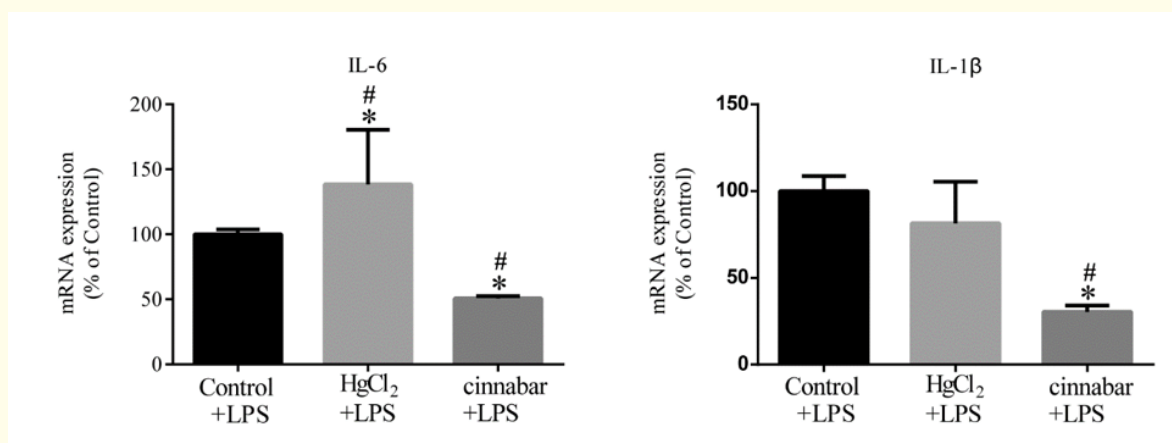 IL-6
mRNA expression
(% of Control)
200
150
100
50
0
#
*
#
*
Control
+LPS
HgCl₂
+LPS
cinnabar
+LPS
IL-1β
mRNA expression
(% of Control)
150
100
50
0
#
*
Control
+LPS
HgCl₂
+LPS
cinnabar
+LPS